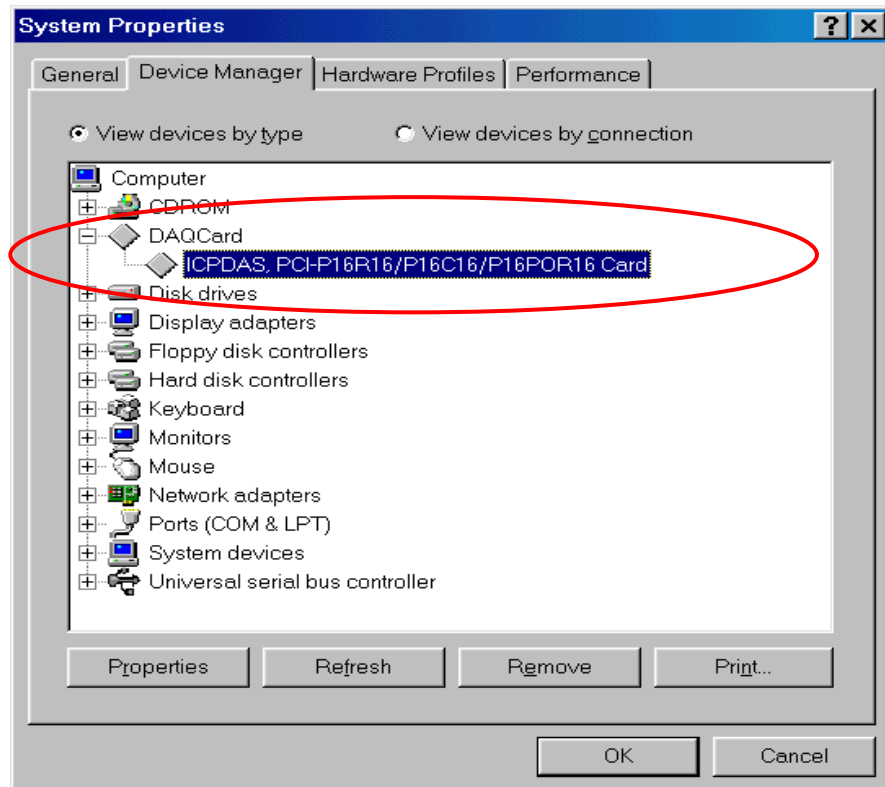 System Properties
General Device Manager Hardware Profiles Performance
View devices by type View devices by connection
Computer
CDROM
DAQCard
ICPDAS, PCI-P16R16/P16C16/P16POR16 Card
Disk drives
Display adapters
Floppy disk controllers
Hard disk controllers
Keyboard
Monitors
Mouse
Network adapters
Ports (COM & LPT)
System devices
Universal serial bus controller
Properties Refresh Remove Print...
OK Cancel